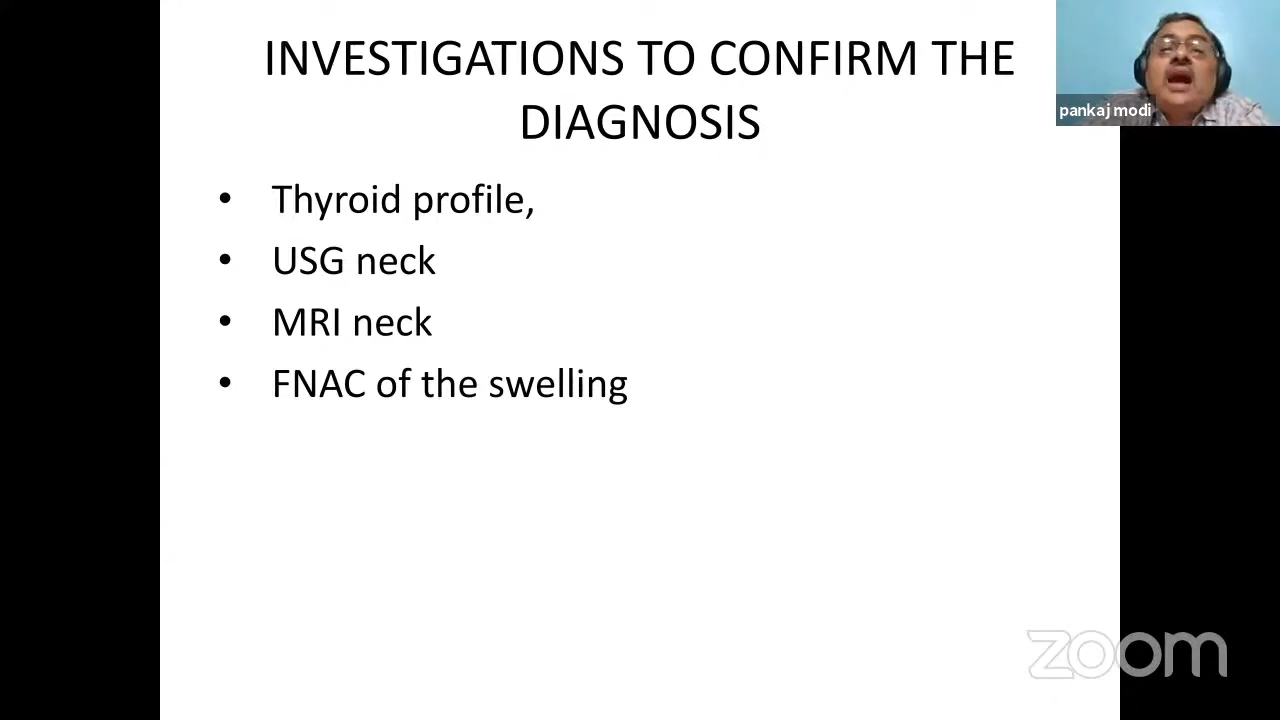 INVESTIGATIONS TO CONFIRM THE
DIAGNOSIS
pankaj modi
• Thyroid profile,
• USG neck
• MRI neck
• FNAC of the swelling
zoom